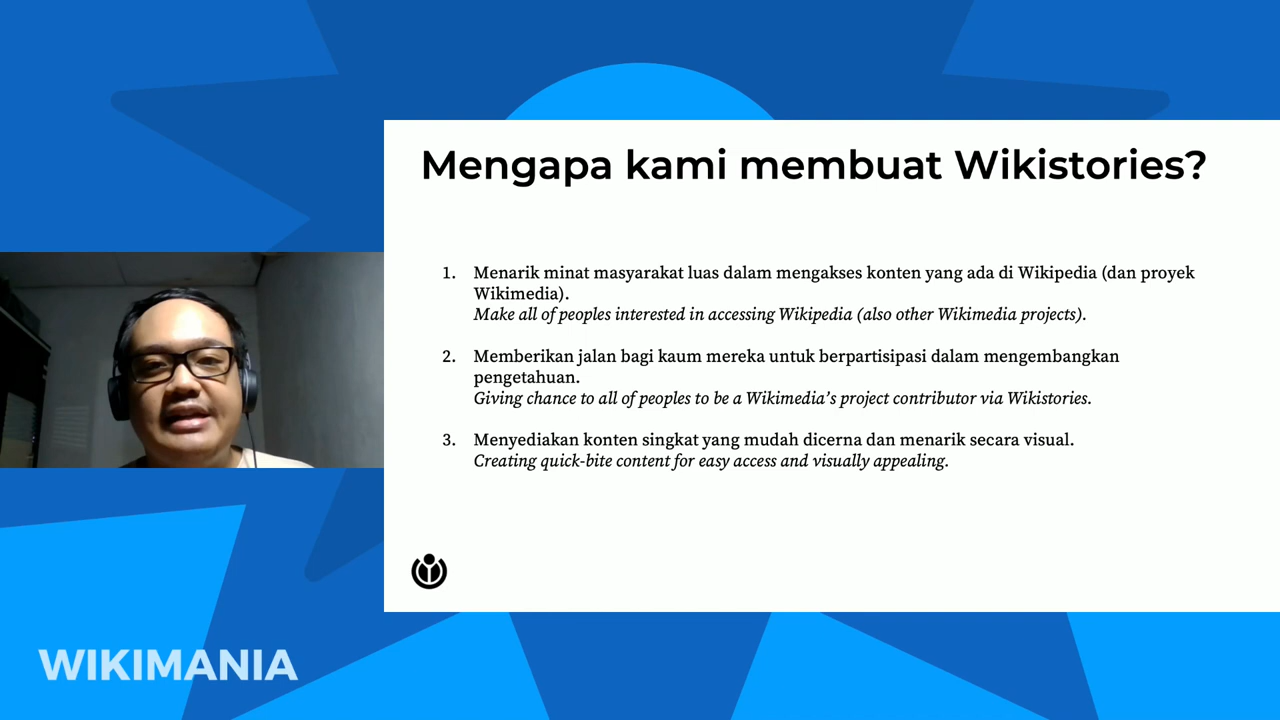 Mengapa kami membuat Wikistories?
1. Menarik minat masyarakat luas dalam mengakses konten yang ada di Wikipedia (dan proyek
Wikimedia).
Make all of peoples interested in accessing Wikipedia (also other Wikimedia projects).
2. Memberikan jalan bagi kaum mereka untuk berpartisipasi dalam mengembangkan
pengetahuan.
Giving chance to all of peoples to be a Wikimedia’s project contributor via Wikistories.
3. Menyediakan konten singkat yang mudah dicerna dan menarik secara visual.
Creating quick-bite content for easy access and visually appealing.
WIKIMANIA